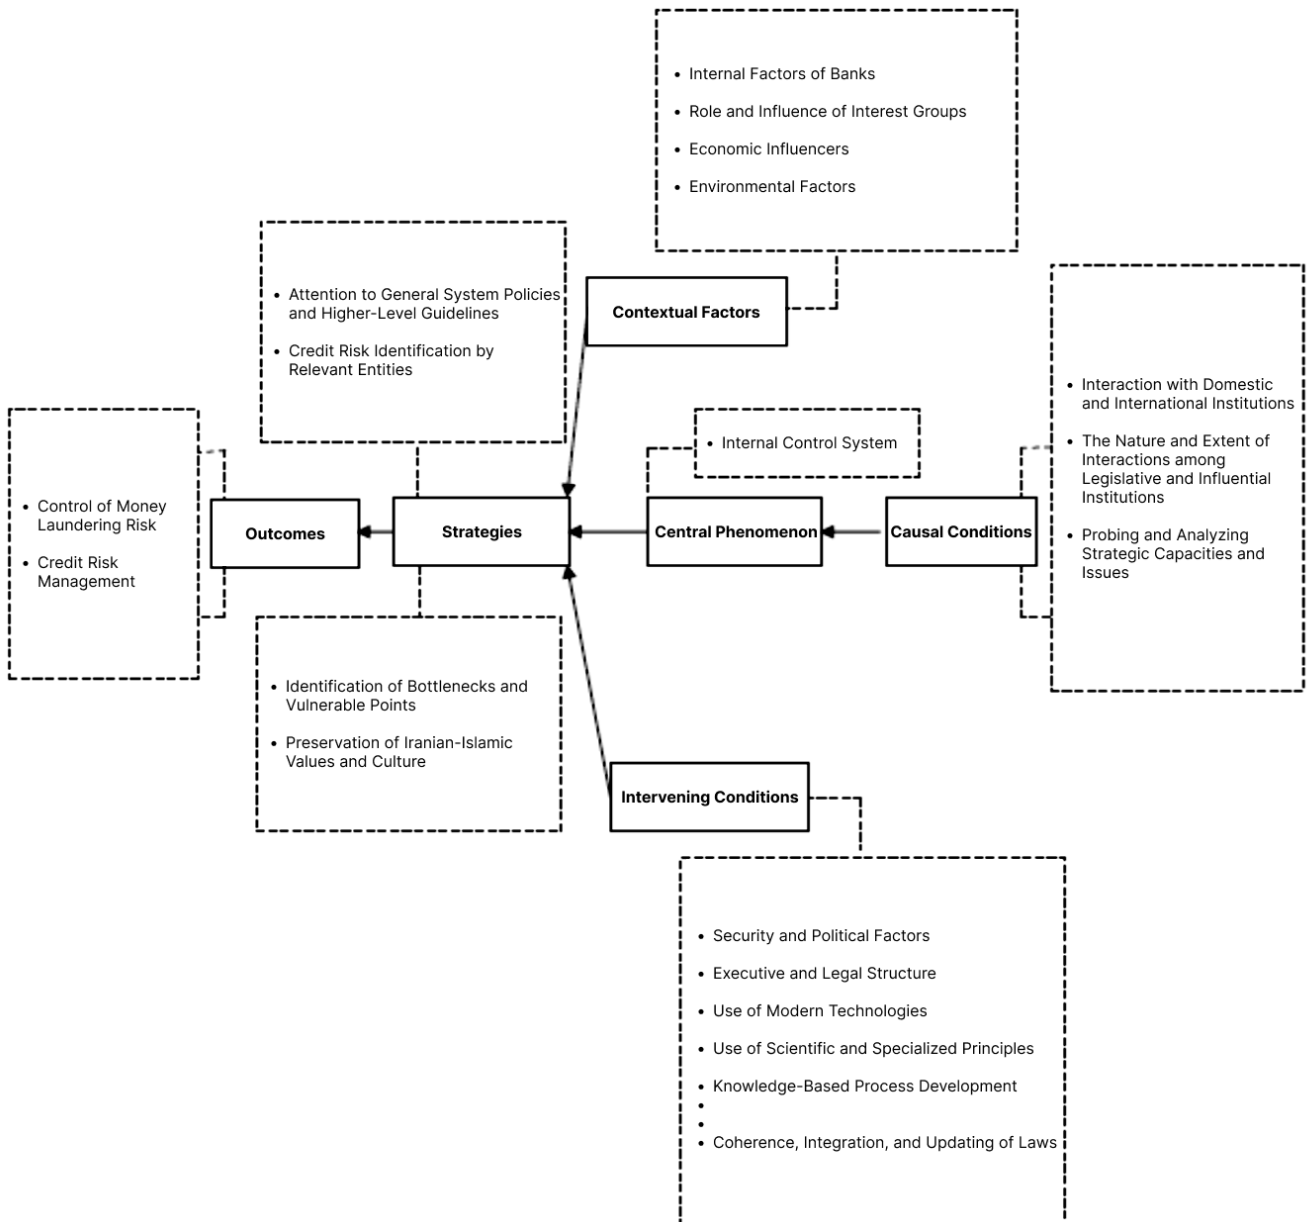 • Internal Factors of Banks
• Role and Influence of Interest Groups
• Economic Influencers
• Environmental Factors
• Attention to General System Policies
and Higher-Level Guidelines
• Credit Risk Identification by
Relevant Entities
Contextual Factors
• Interaction with Domestic
and International Institutions
• The Nature and Extent of
Interactions among
Legislative and Influential
Institutions
• Probing and Analyzing
Strategic Capacities and
Issues
• Internal Control System
• Control of Money
Laundering Risk
• Credit Risk
Management
Outcomes
Strategies
Central Phenomenon
Causal Conditions
• Identification of Bottlenecks and
Vulnerable Points
• Preservation of Iranian-Islamic
Values and Culture
Intervening Conditions
• Security and Political Factors
• Executive and Legal Structure
• Use of Modern Technologies
• Use of Scientific and Specialized Principles
• Knowledge-Based Process Development
•
•
• Coherence, Integration, and Updating of Laws